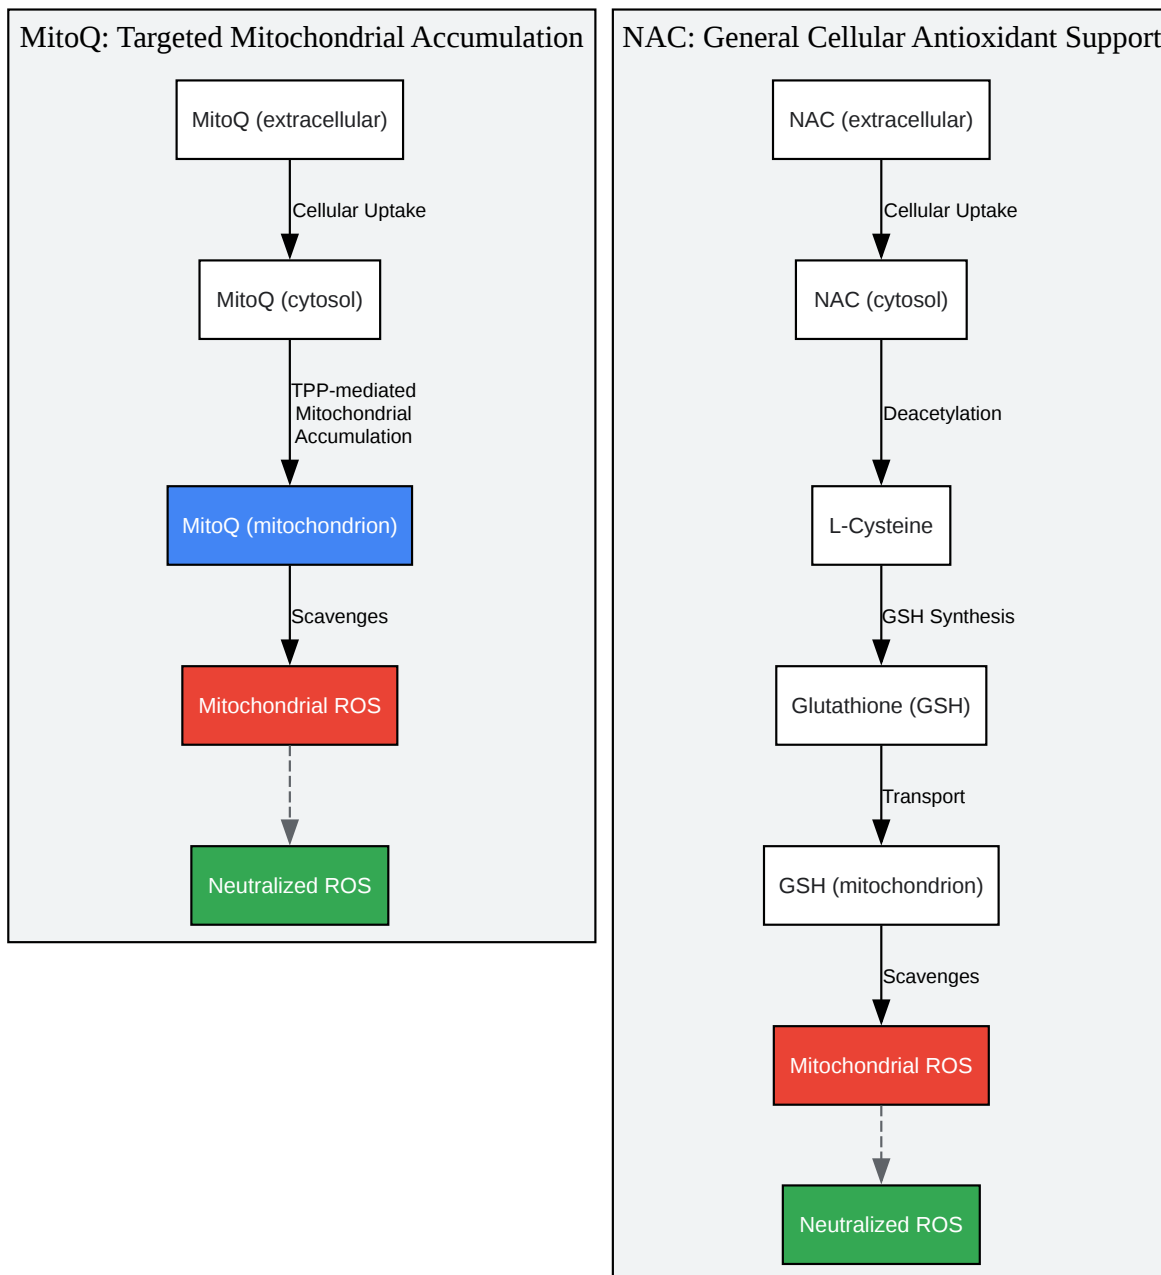 MitoQ: Targeted Mitochondrial Accumulation
MitoQ (extracellular)
Cellular Uptake
MitoQ (cytosol)
TPP-mediated
Mitochondrial
Accumulation
MitoQ (mitochondrion)
Scavenges
Mitochondrial ROS
Neutralized ROS
NAC: General Cellular Antioxidant Support
NAC (extracellular)
Cellular Uptake
NAC (cytosol)
Deacetylation
L-Cysteine
GSH Synthesis
Glutathione (GSH)
Transport
GSH (mitochondrion)
Scavenges
Mitochondrial ROS
Neutralized ROS